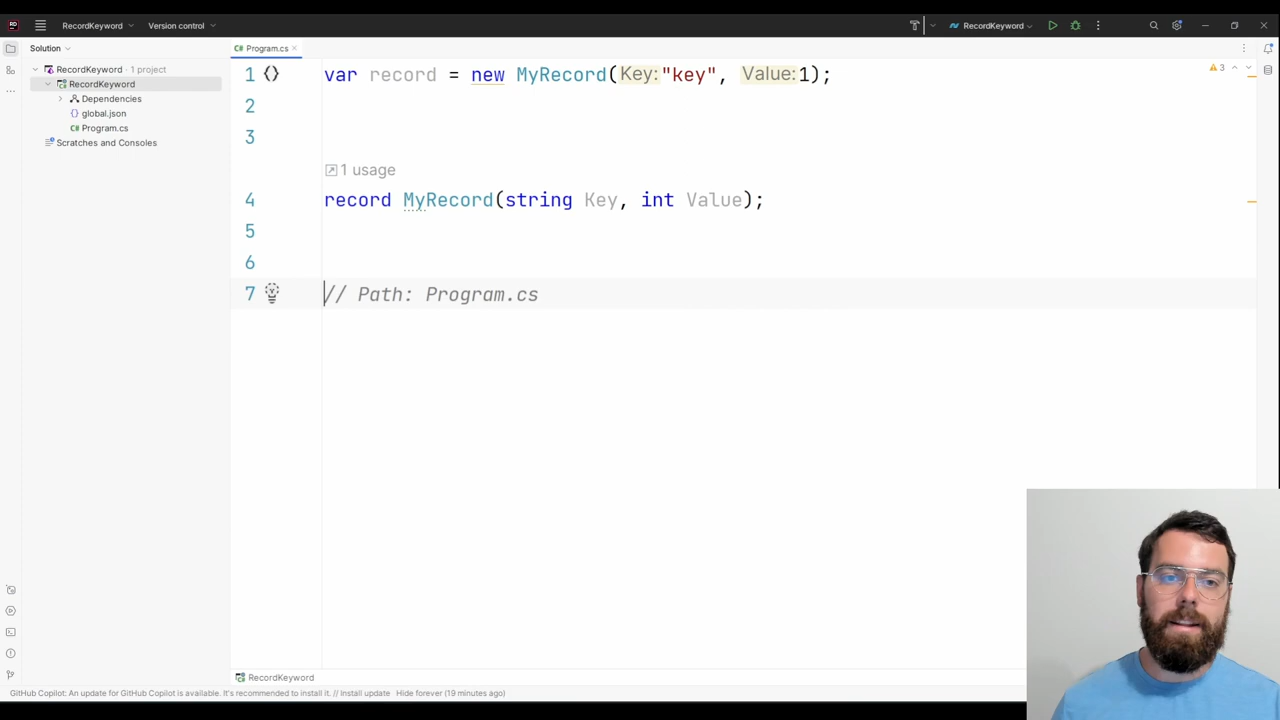 RecordKeyword
Version control
RecordKeyword
Solution
Program.cs
RecordKeyword 1 project
RecordKeyword
Dependencies
global.json
Program.cs
Scratches and Consoles
1 var record = new MyRecord(Key:"key", Value:1);
2
3
1 usage
4 record MyRecord(string Key, int Value);
5
6
7 // Path: Program.cs
3
RecordKeyword
GitHub Copilot: An update for GitHub Copilot is available. It's recommended to install it. // Install update Hide forever (19 minutes ago)